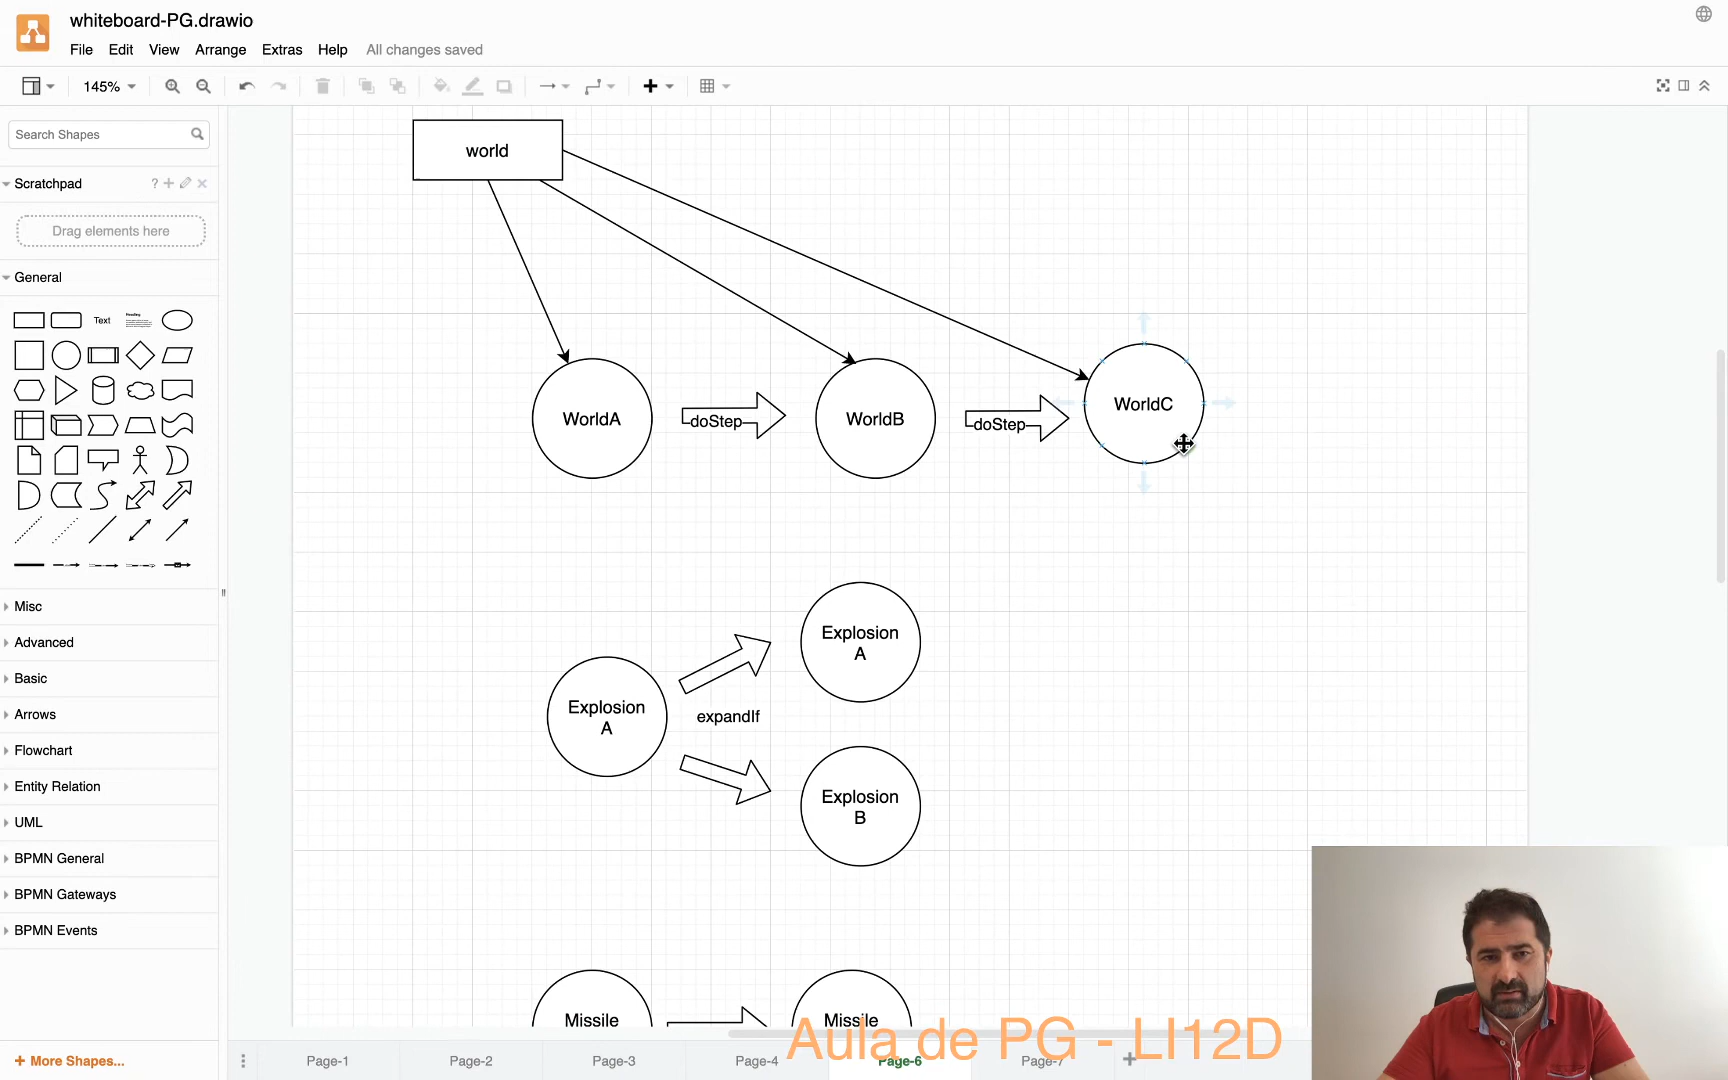 whiteboard-PG.drawio
File Edit View Arrange Extras Help All changes saved
145%
Search Shapes
Scratchpad ?
Drag elements here
General
Text
Misc
Advanced
Basic
Arrows
Flowchart
Entity Relation
UML
BPMN General
BPMN Gateways
BPMN Events
+ More Shapes...
world
WorldA
doStep
WorldB
doStep
WorldC
Explosion
A
expandIf
Explosion
A
Explosion
B
Missile
Missile
Aula de PG - LI12D
Page-1 Page-2 Page-3 Page-4 Page-6 Page-7